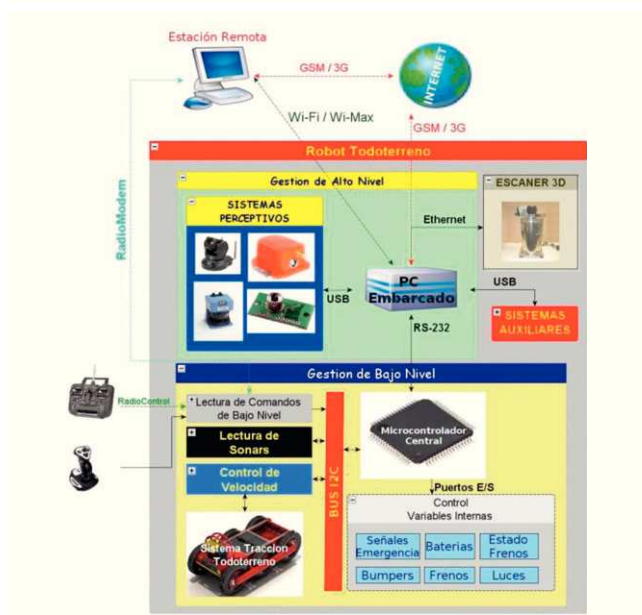 Estación Remota
GSM / 3G
INTERNET
Wi-Fi / Wi-Max
GSM / 3G
RadioModem
Robot Todoterreno
Gestion de Alto Nivel
ESCANER 3D
SISTEMAS
PERCEPTIVOS
Ethernet
PC
Embarcado
USB
USB
SISTEMAS
AUXILIARES
RS-232
Gestion de Bajo Nivel
RadioControl
Lectura de Comandos
de Bajo Nivel
Lectura de
Sonars
Control de
Velocidad
BUS I2C
Microcontrolador
Central
Puertos E/S
Control
Variables Internas
Sistema Traccion
Todoterreno
Señales
Emergencia
Baterias
Estado
Frenos
Bumpers
Frenos
Luces